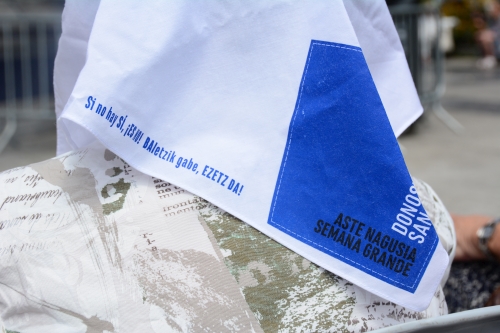 Si no hay SÍ, ¡ES NO! BAIetzik gabe, EZETZ DA!
ASTE NAGUSIA
SEMANA GRANDE
DONOS
SAN